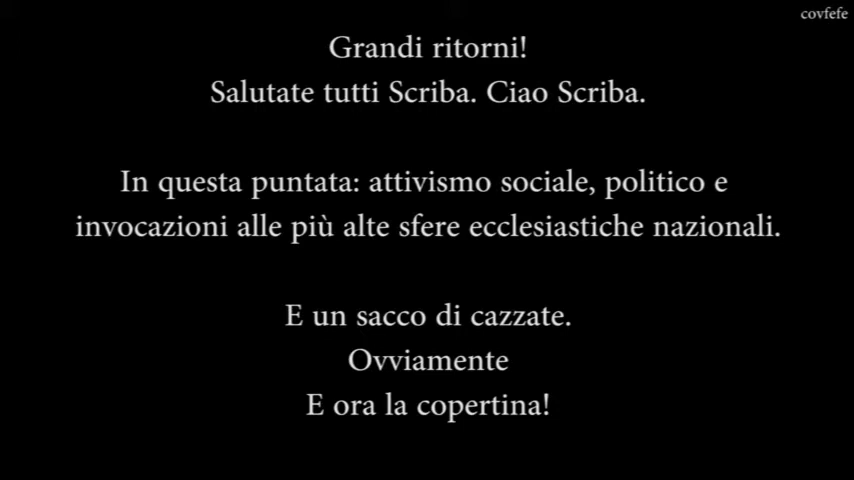 covfefe
Grandi ritorni!
Salutate tutti Scriba. Ciao Scriba.
In questa puntata: attivismo sociale, politico e
invocazioni alle più alte sfere ecclesiastiche nazionali.
E un sacco di cazzate.
Ovviamente
E ora la copertina!